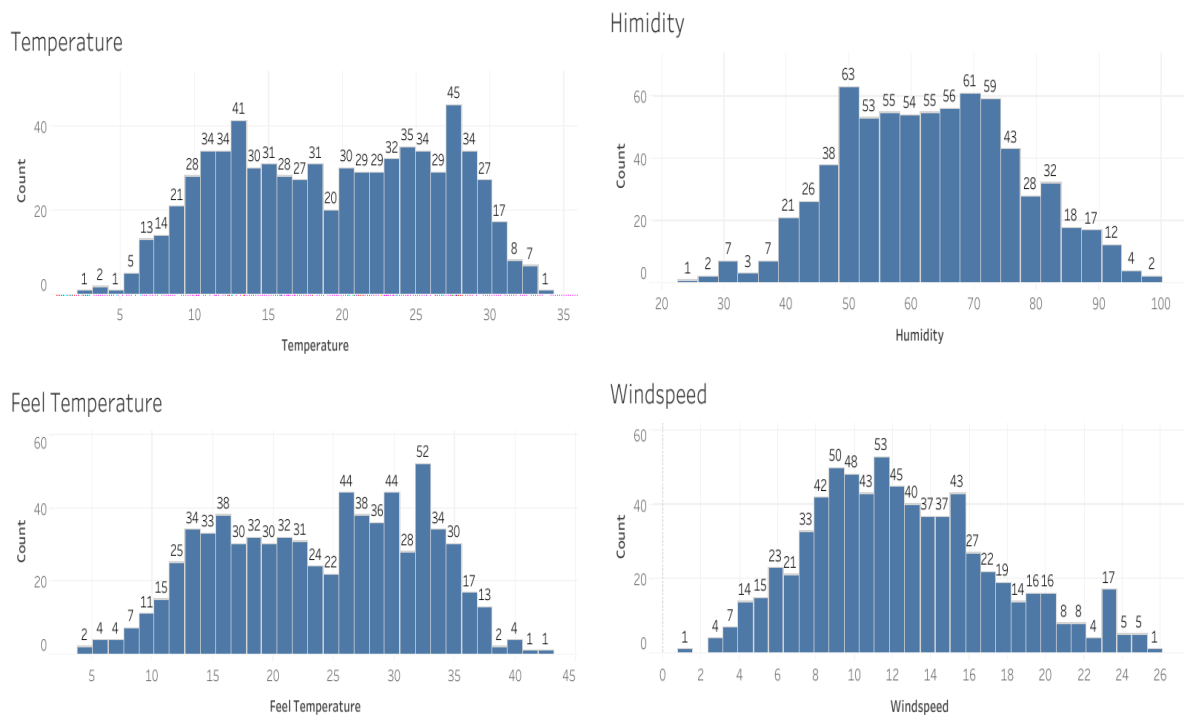 Temperature
Count
40
20
0
1 2 1 5 13 14 21 28 34 34 41 30 31 28 27 31 20 30 29 29 32 35 34 29 45 34 27 17 8 7 1
5 10 15 20 25 30 35
Temperature
Himidity
Count
60
40
20
0
1 2 7 3 7 21 26 38 63 53 55 54 55 56 61 59 43 28 32 18 17 12 4 2
20 30 40 50 60 70 80 90 100
Humidity
Feel Temperature
Count
60
40
20
0
2 4 4 7 11 15 25 34 33 38 30 32 30 32 31 24 22 44 38 36 44 28 52 34 30 17 13 2 4 1 1
5 10 15 20 25 30 35 40 45
Feel Temperature
Windspeed
Count
60
40
20
0
1 4 7 14 15 23 21 33 42 50 48 43 53 45 40 37 37 43 27 22 19 14 16 16 8 8 4 17 5 5 1
0 2 4 6 8 10 12 14 16 18 20 22 24 26
Windspeed